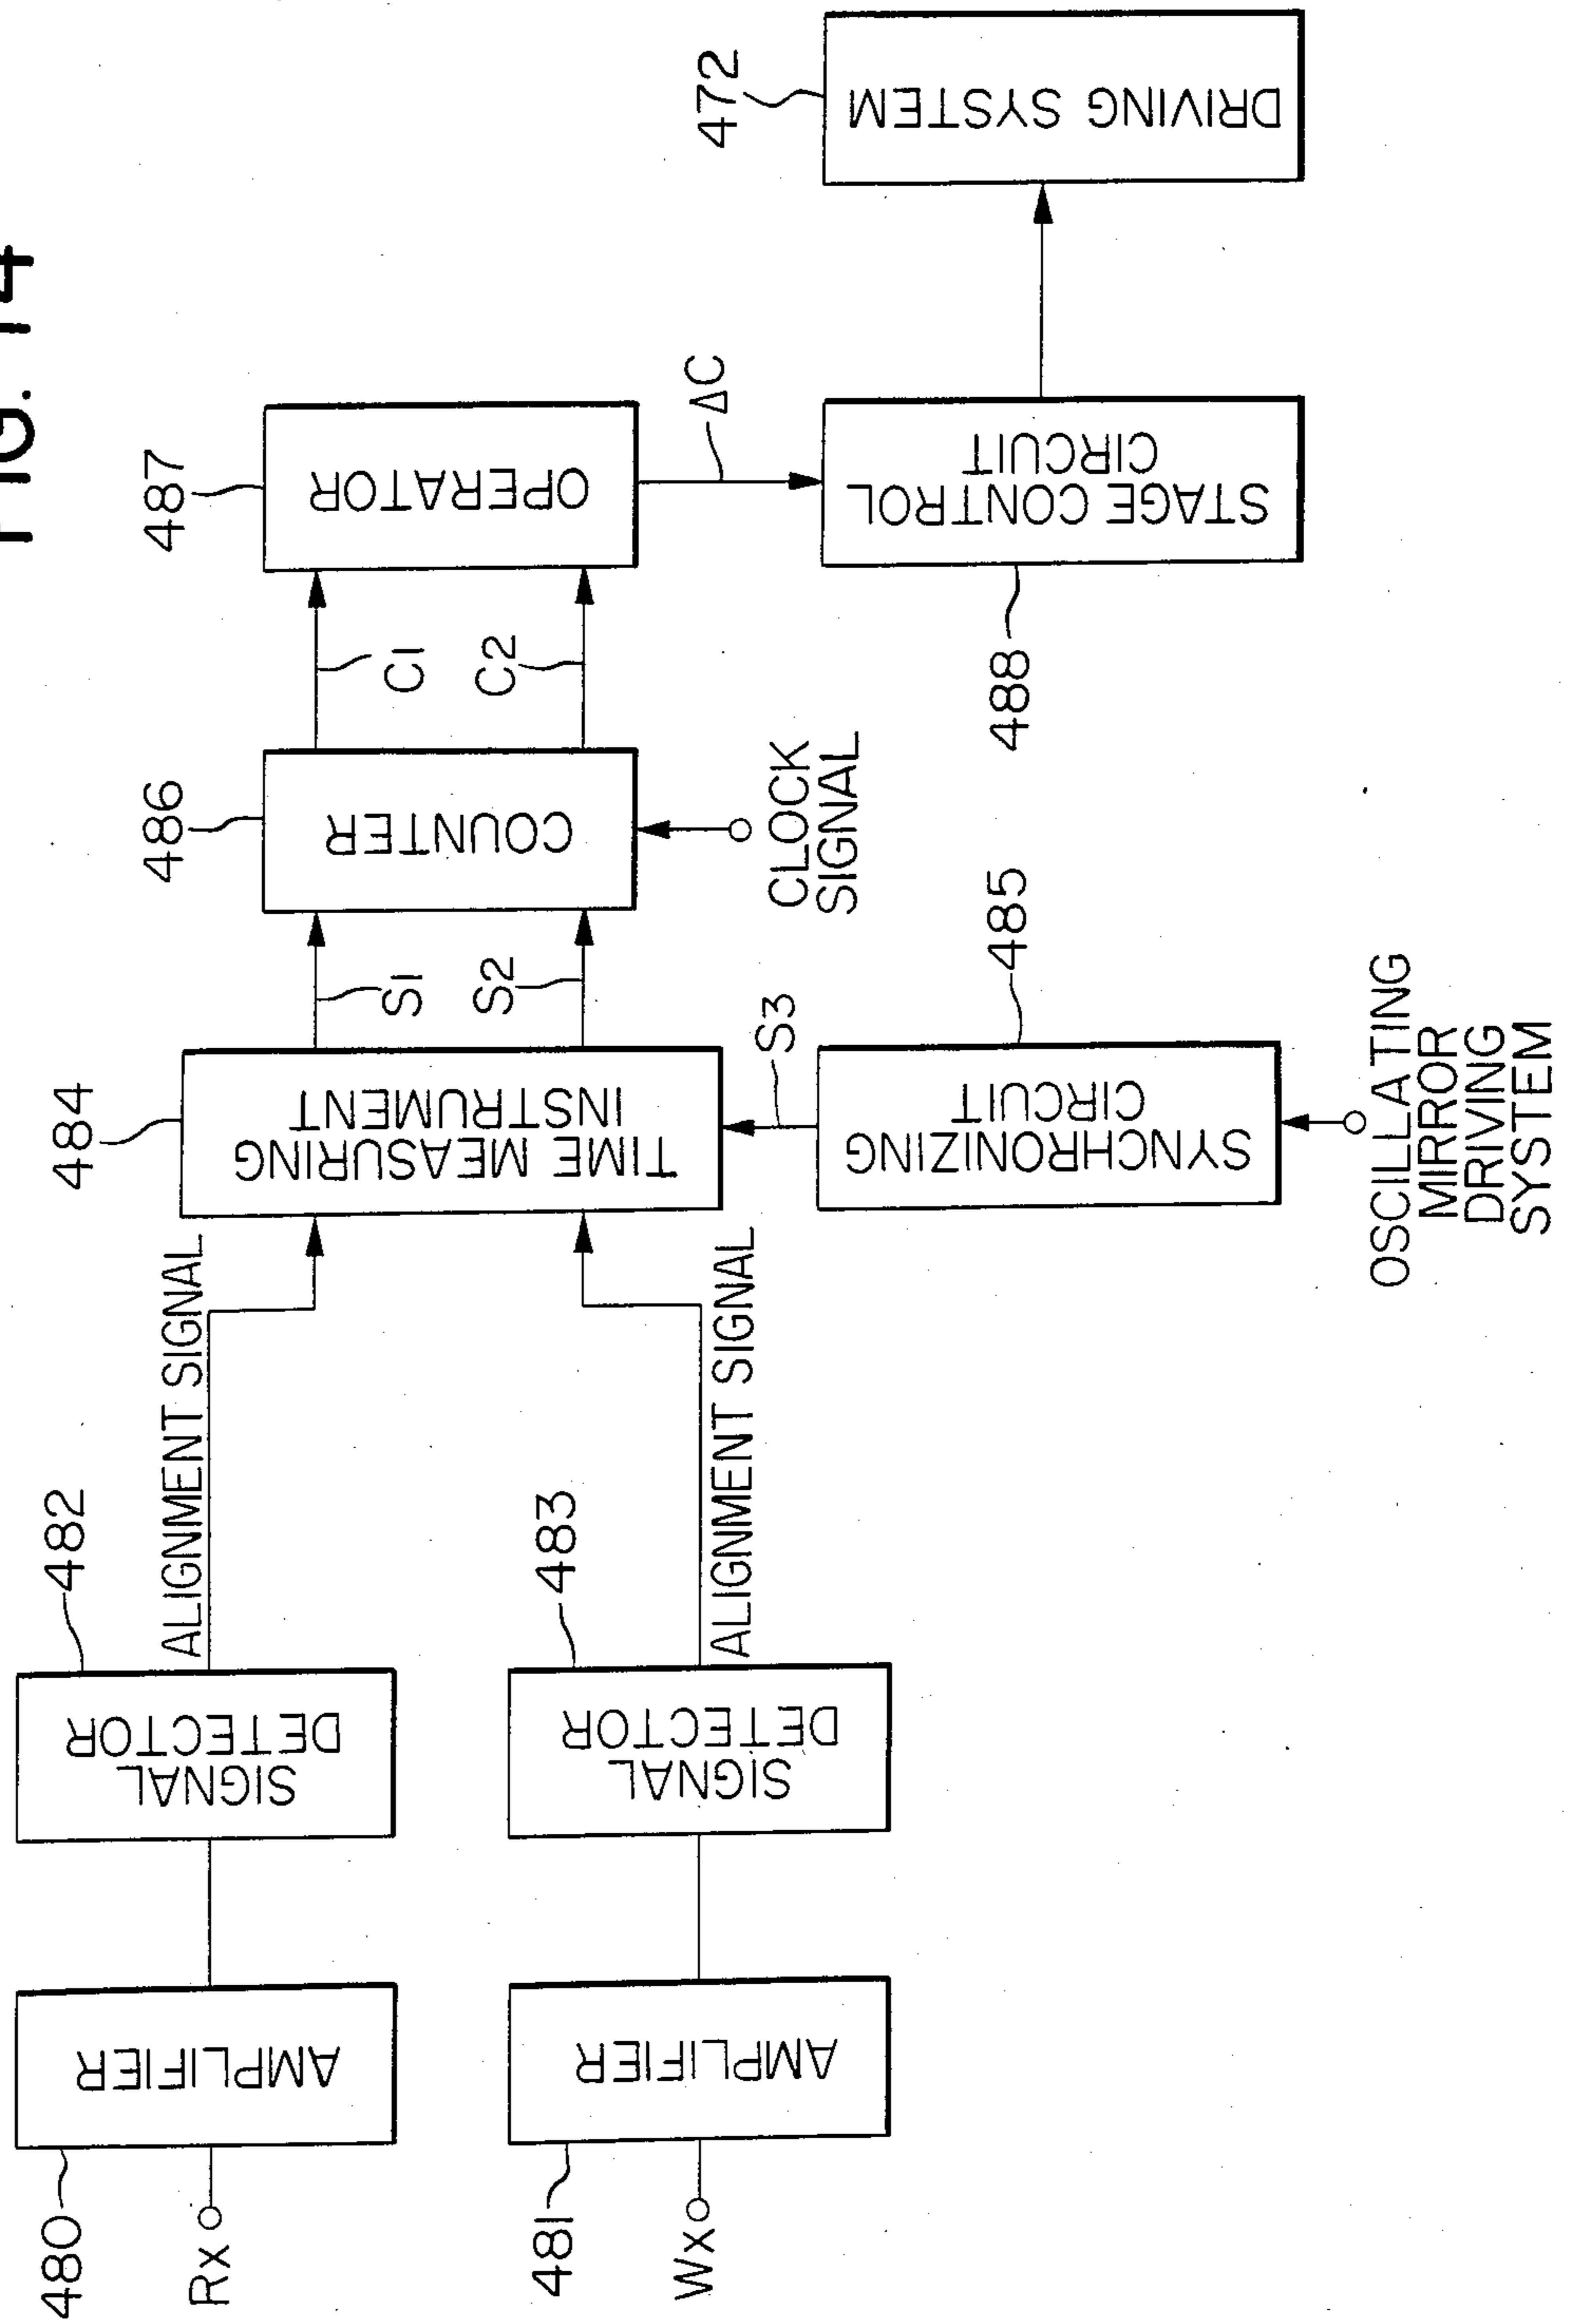 FIG. 14
480
Rx
AMPLIFIER
SIGNAL
DETECTOR
482
ALIGNMENT SIGNAL
481
Wx
AMPLIFIER
SIGNAL
DETECTOR
483
ALIGNMENT SIGNAL
484
TIME MEASURING
INSTRUMENT
S1
S2
S3
485
SYNCHRONIZING
CIRCUIT
OSCILLATING
MIRROR
DRIVING
SYSTEM
486
COUNTER
CLOCK
SIGNAL
C1
C2
487
OPERATOR
ΔC
488
STAGE CONTROL
CIRCUIT
472
DRIVING SYSTEM